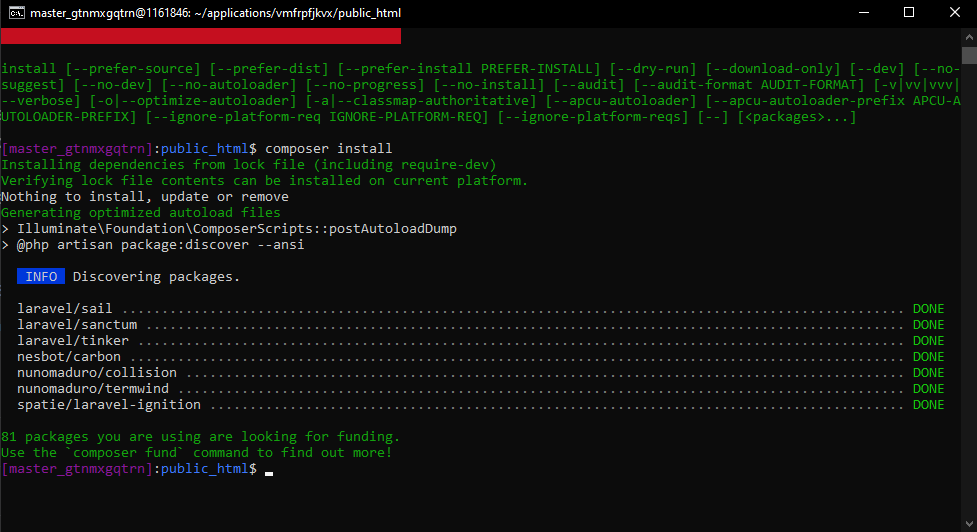 master_gtnmxgqtrn@1161846: ~/applications/vmfrpfjkvx/public_html
install [--prefer-source] [--prefer-dist] [--prefer-install PREFER-INSTALL] [--dry-run] [--download-only] [--dev] [--no-
suggest] [--no-dev] [--no-autoloader] [--no-progress] [--no-install] [--audit] [--audit-format AUDIT-FORMAT] [-v|vv|vvv|
--verbose] [-o|--optimize-autoloader] [-a|--classmap-authoritative] [--apcu-autoloader] [--apcu-autoloader-prefix APCU-A
UTOLOADER-PREFIX] [--ignore-platform-req IGNORE-PLATFORM-REQ] [--ignore-platform-reqs] [--] [<packages>...]
[master_gtnmxgqtrn]:public_html$ composer install
Installing dependencies from lock file (including require-dev)
Verifying lock file contents can be installed on current platform.
Nothing to install, update or remove
Generating optimized autoload files
> Illuminate\Foundation\ComposerScripts::postAutoloadDump
> @php artisan package:discover --ansi
INFO Discovering packages.
laravel/sail .................................................................................................. DONE
laravel/sanctum ............................................................................................... DONE
laravel/tinker ................................................................................................ DONE
nesbot/carbon ................................................................................................. DONE
nunomaduro/collision .......................................................................................... DONE
nunomaduro/termwind ........................................................................................... DONE
spatie/laravel-ignition ....................................................................................... DONE
81 packages you are using are looking for funding.
Use the `composer fund` command to find out more!
[master_gtnmxgqtrn]:public_html$